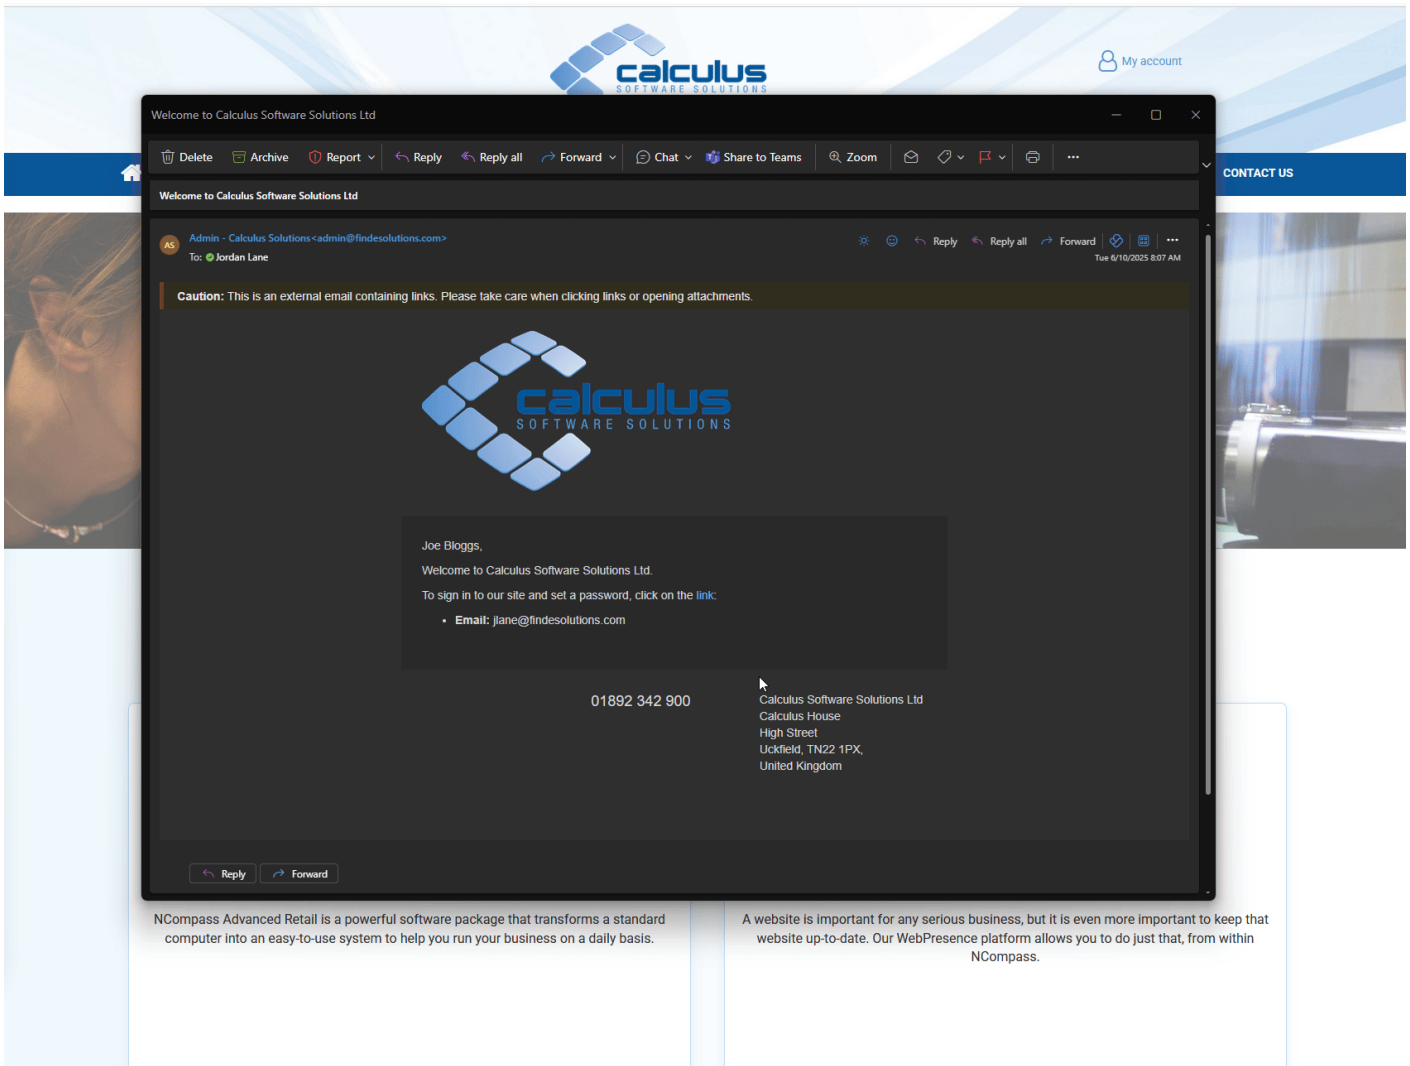 calculus
SOFTWARE SOLUTIONS
My account
CONTACT US
Welcome to Calculus Software Solutions Ltd
Delete Archive Report Reply Reply all Forward Chat Share to Teams Zoom
Welcome to Calculus Software Solutions Ltd
AS
Admin - Calculus Solutions<admin@findesolutions.com>
To: Jordan Lane
Reply Reply all Forward
Tue 6/10/2025 8:07 AM
Caution: This is an external email containing links. Please take care when clicking links or opening attachments.
calculus
SOFTWARE SOLUTIONS
Joe Bloggs,
Welcome to Calculus Software Solutions Ltd.
To sign in to our site and set a password, click on the link:
• Email: jlane@findesolutions.com
01892 342 900
Calculus Software Solutions Ltd
Calculus House
High Street
Uckfield, TN22 1PX,
United Kingdom
Reply Forward
NCompass Advanced Retail is a powerful software package that transforms a standard
computer into an easy-to-use system to help you run your business on a daily basis.
A website is important for any serious business, but it is even more important to keep that
website up-to-date. Our WebPresence platform allows you to do just that, from within
NCompass.